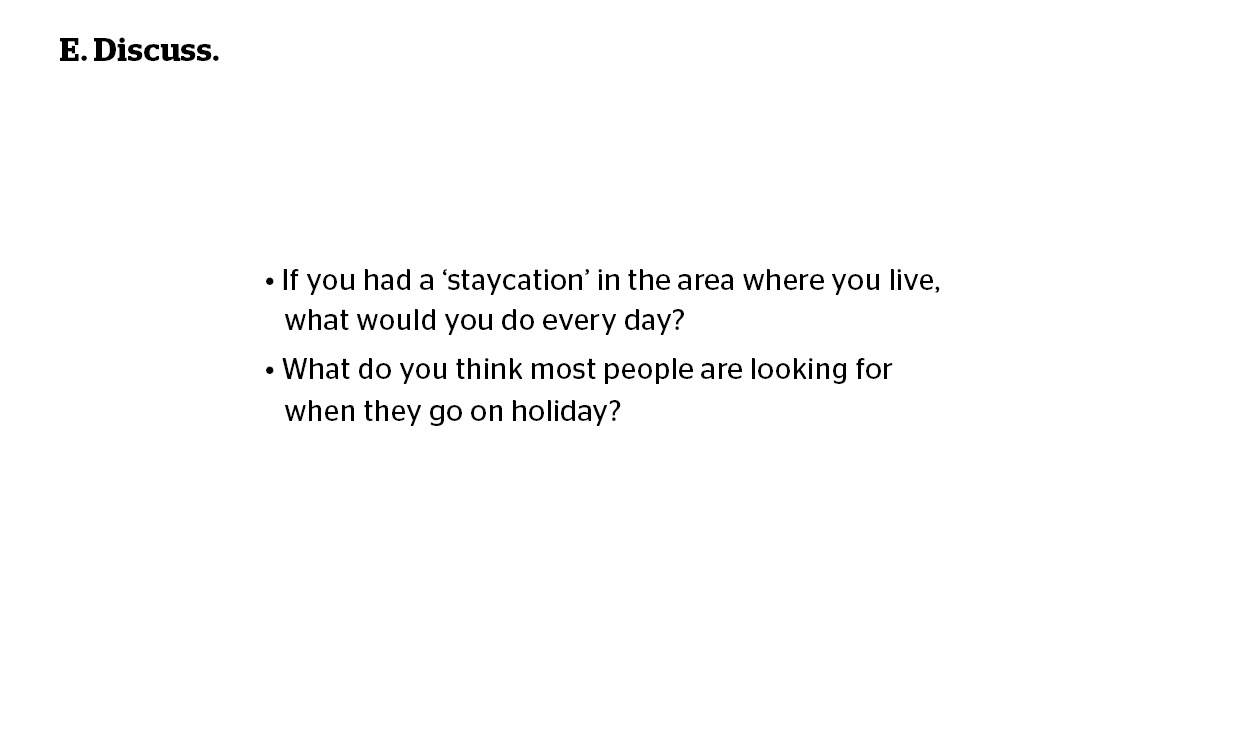 E. Discuss.
• If you had a ‘staycation’ in the area where you live,
what would you do every day?
• What do you think most people are looking for
when they go on holiday?